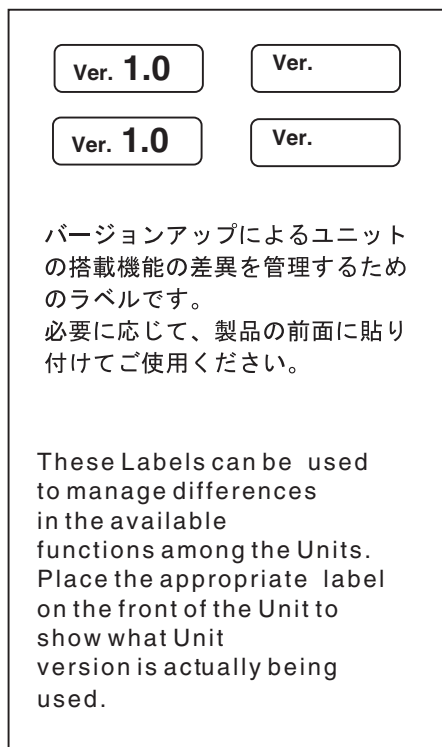 Ver. 1.0
Ver.
Ver. 1.0
Ver.
バージョンアップによるユニット
の搭載機能の差異を管理するため
のラベルです。
必要に応じて、製品の前面に貼り
付けてご使用ください。
These Labels can be used
to manage differences
in the available
functions among the Units.
Place the appropriate label
on the front of the Unit to
show what Unit
version is actually being
used.